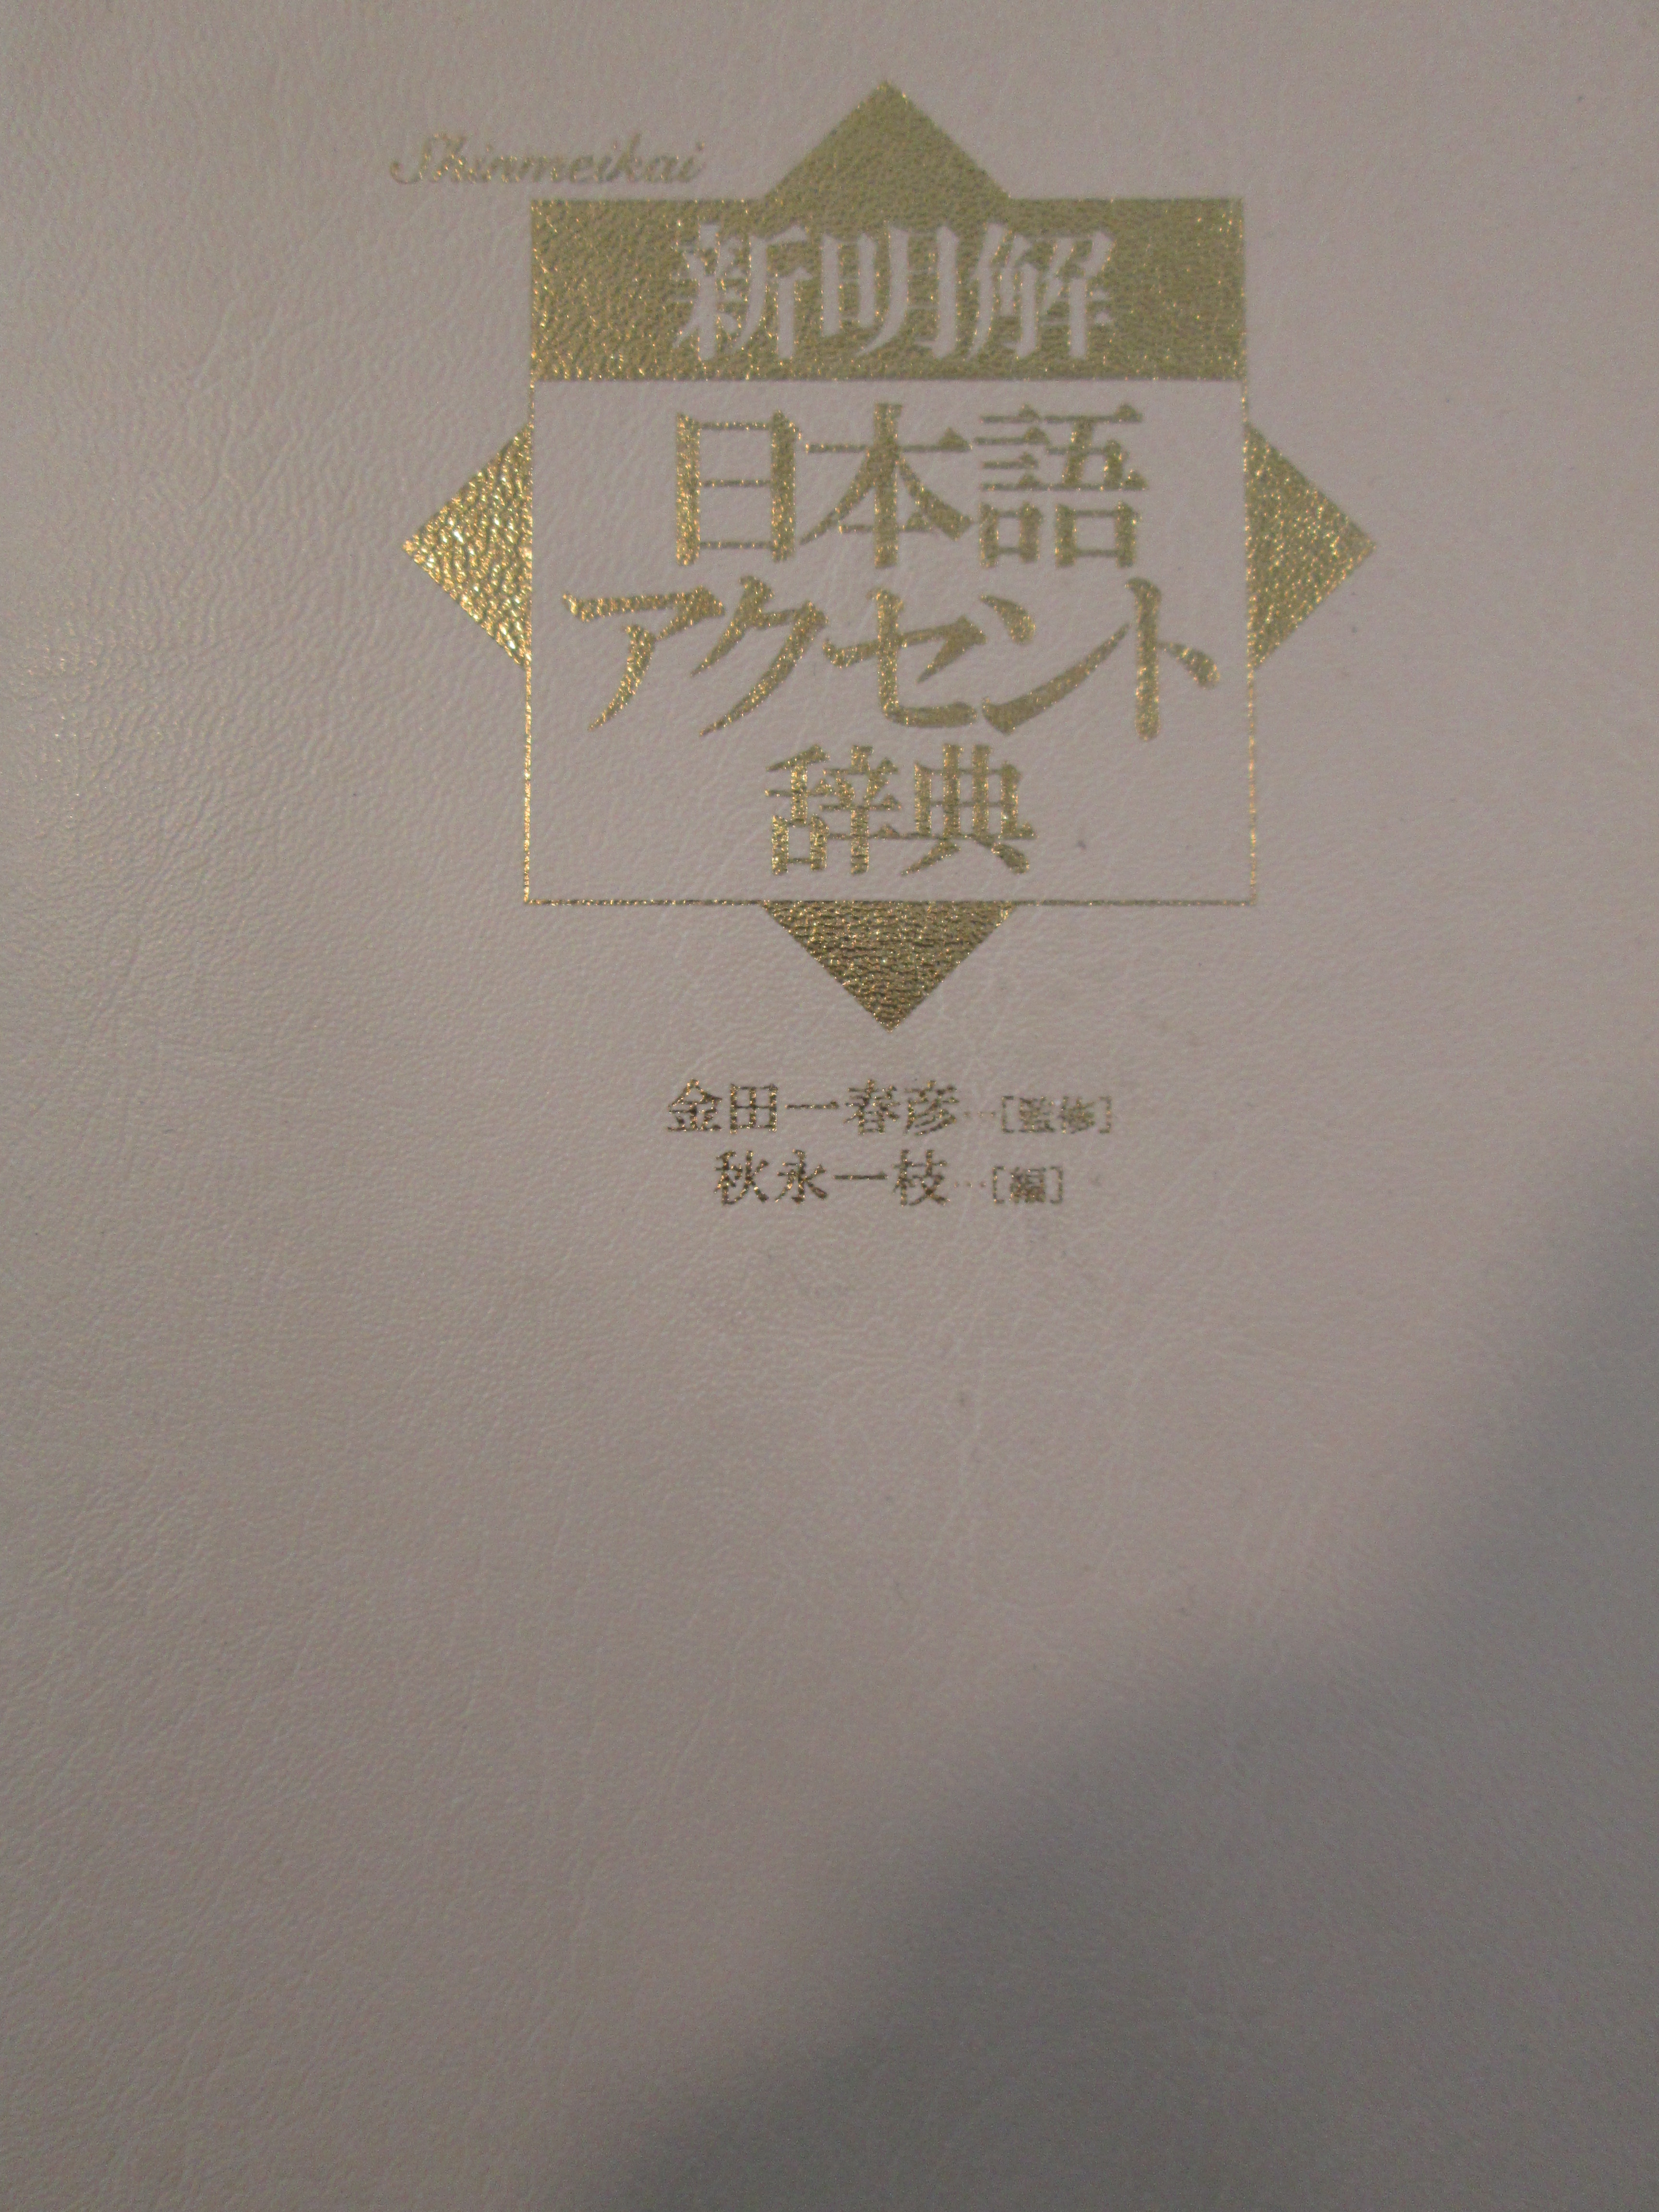 Shinmeikai
新明解
日本語
アクセント
辞典
金田一春彦…[監修]
秋永一枝…[編]